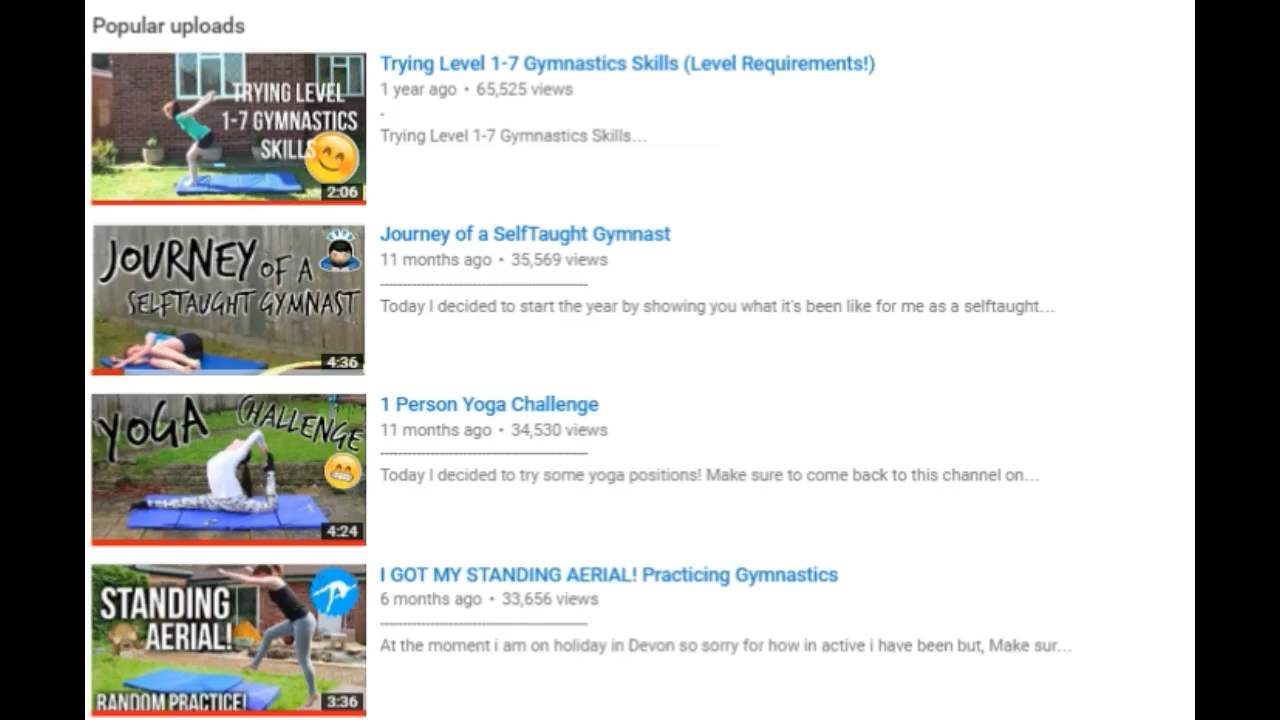 Popular uploads
TRYING LEVEL
1-7 GYMNASTICS
SKILLS
2:06
Trying Level 1-7 Gymnastics Skills (Level Requirements!)
1 year ago • 65,525 views
-
Trying Level 1-7 Gymnastics Skills...
JOURNEY OF A
SELFTAUGHT GYMNAST
4:36
Journey of a SelfTaught Gymnast
11 months ago • 35,569 views
Today I decided to start the year by showing you what it's been like for me as a selftaught...
YOGA CHALLENGE
4:24
1 Person Yoga Challenge
11 months ago • 34,530 views
Today I decided to try some yoga positions! Make sure to come back to this channel on...
STANDING
AERIAL!
RANDOM PRACTICE!
3:36
I GOT MY STANDING AERIAL! Practicing Gymnastics
6 months ago • 33,656 views
At the moment i am on holiday in Devon so sorry for how in active i have been but, Make sur...